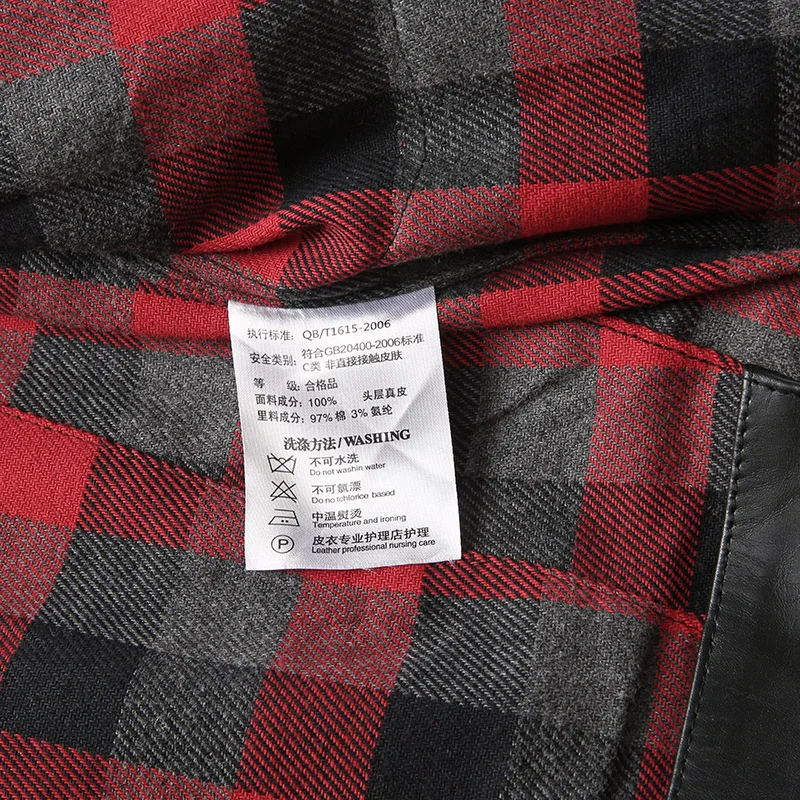 执行标准: QB/T1615-2006
安全类别: 符合GB20400-2006标准
C类 非直接接触皮肤
等 级: 合格品
面料成分: 100% 头层真皮
里料成分: 97% 棉 3% 氨纶
洗涤方法/WASHING
不可水洗
Do not washin water
不可氯漂
Do no tchlorice based
中温熨烫
Temperature and ironing
P 皮衣专业护理店护理
Leather professional nursing care